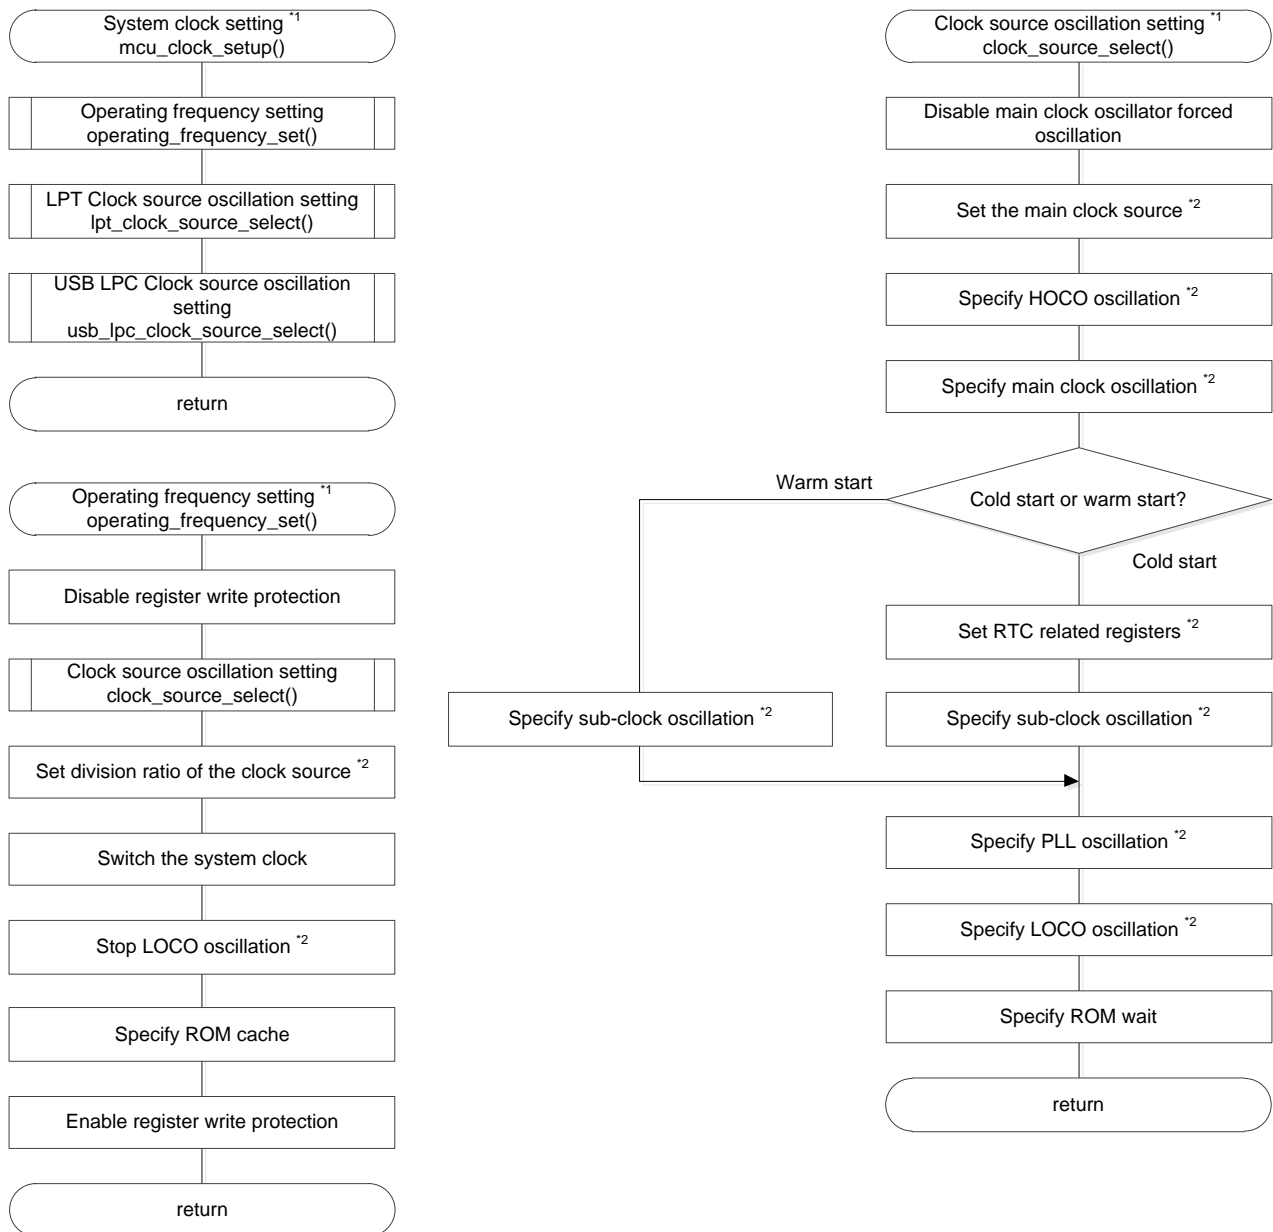 System clock setting *1
mcu_clock_setup()
Operating frequency setting
operating_frequency_set()
LPT Clock source oscillation setting
lpt_clock_source_select()
USB LPC Clock source oscillation
setting
usb_lpc_clock_source_select()
return
Operating frequency setting *1
operating_frequency_set()
Disable register write protection
Clock source oscillation setting
clock_source_select()
Set division ratio of the clock source *2
Switch the system clock
Stop LOCO oscillation *2
Specify ROM cache
Enable register write protection
return
Clock source oscillation setting *1
clock_source_select()
Disable main clock oscillator forced
oscillation
Set the main clock source *2
Specify HOCO oscillation *2
Specify main clock oscillation *2
Cold start or warm start?
Warm start
Cold start
Specify sub-clock oscillation *2
Set RTC related registers *2
Specify sub-clock oscillation *2
Specify PLL oscillation *2
Specify LOCO oscillation *2
Specify ROM wait
return